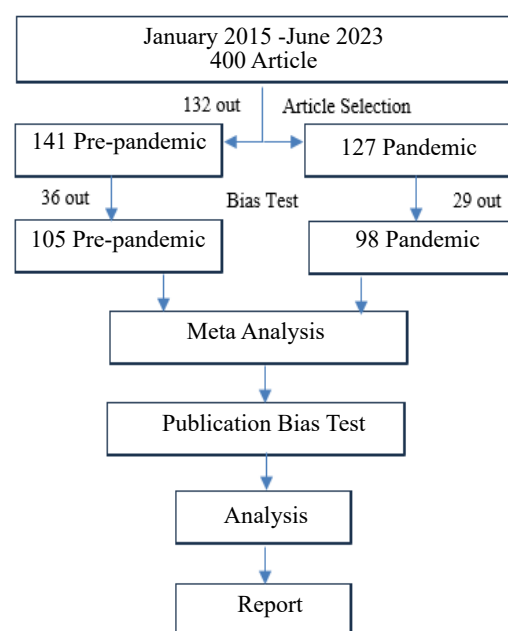 January 2015 -June 2023
400 Article
132 out
Article Selection
141 Pre-pandemic
127 Pandemic
36 out
Bias Test
29 out
105 Pre-pandemic
98 Pandemic
Meta Analysis
Publication Bias Test
Analysis
Report